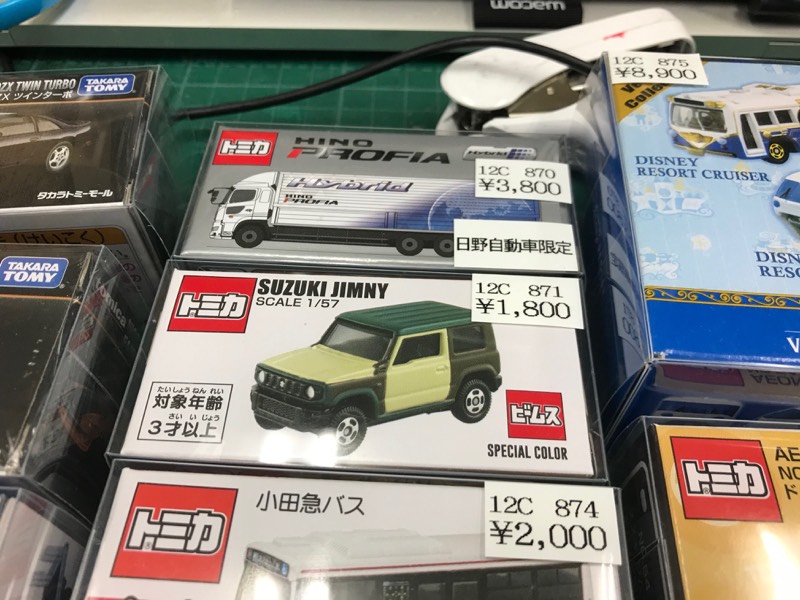 wacom
ZX TWIN TURBO
TAKARA TOMY
ZX ツインターボ
タカラトミーモール
TAKARA TOMY
トミカ
HINO
PROFIA
Hybrid
Hybrid
HINO
PROFIA
12C 870
¥3,800
日野自動車限定
トミカ
SUZUKI JIMNY
SCALE 1/57
12C 871
¥1,800
たいしょうねんれい
対象年齢
さいいじょう
3才以上
ビームス
SPECIAL COLOR
トミカ
小田急バス
12C 874
¥2,000
12C 875
¥8,900
DISNEY
RESORT CRUISER
トミカ